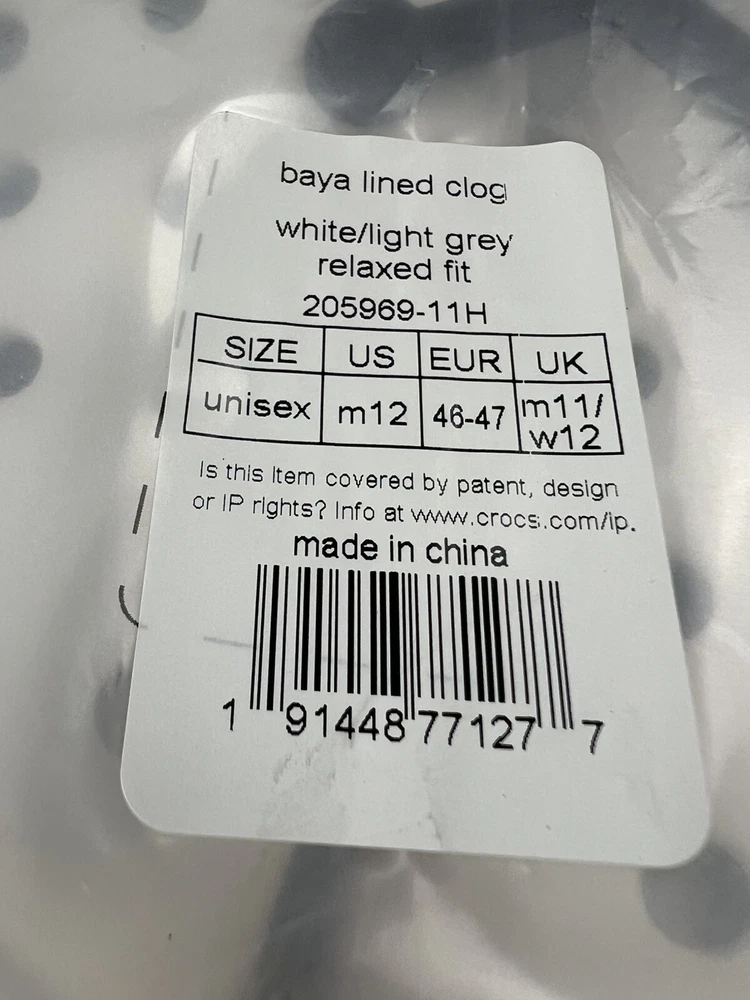 baya lined clog
white/light grey
relaxed fit
205969-11H
SIZE US EUR UK
unisex m12 46-47 m11/
w12
Is this Item covered by patent, design
or IP rights? Info at www.crocs.com/ip.
made in china
1 91448 77127 7